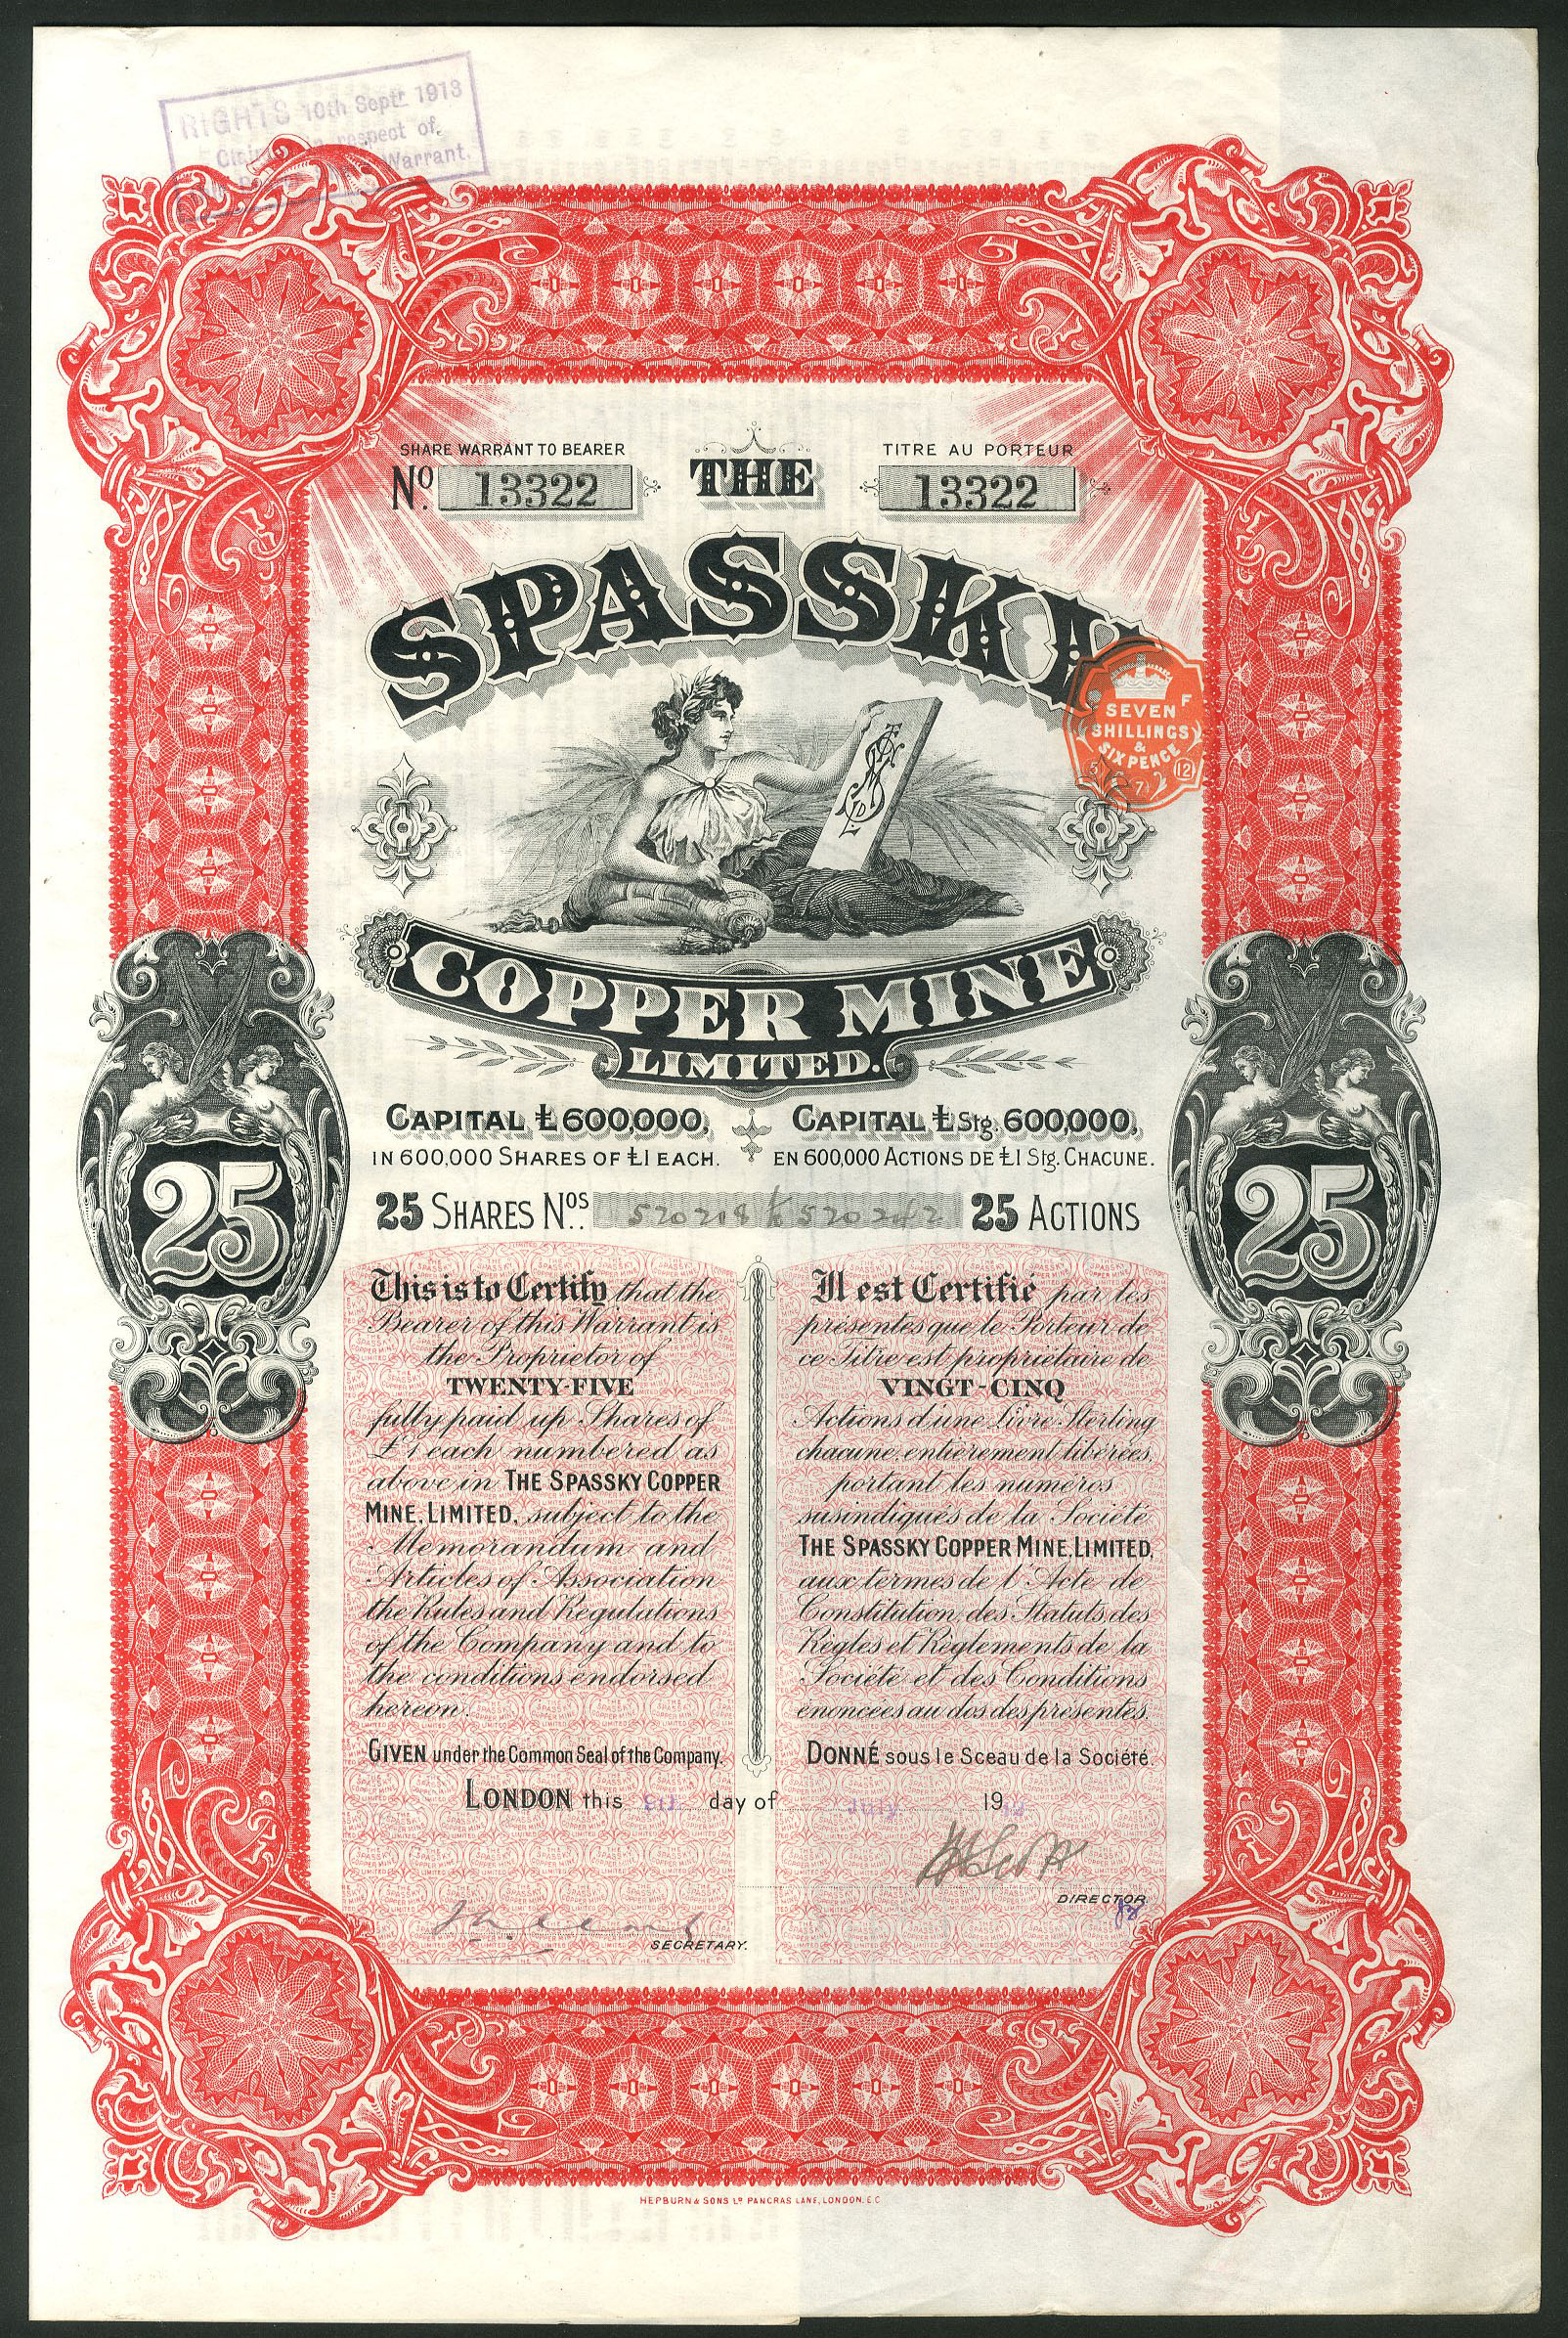 RIGHTS 10th Septr 1913
in respect of
Warrant.
SHARE WARRANT TO BEARER
TITRE AU PORTEUR
No. 13322
THE
13322
SPASSKY
SEVEN
SHILLINGS
&
SIXPENCE
F
7
12
COPPER MINE
LIMITED.
CAPITAL £600,000,
IN 600,000 SHARES OF £1 EACH.
CAPITAL £Stg. 600,000,
EN 600,000 ACTIONS DE £1 Stg. CHACUNE.
25 SHARES Nos. 520218 to 520242 25 ACTIONS
25
25
This is to Certify that the
Bearer of this Warrant is
the Proprietor of
TWENTY-FIVE
fully paid up Shares of
£1 each numbered as
above in THE SPASSKY COPPER
MINE, LIMITED, subject to the
Memorandum and
Articles of Association
the Rules and Regulations
of the Company and to
the conditions endorsed
hereon.
GIVEN under the Common Seal of the Company.
Il est Certifié par les
présentes que le Porteur de
ce Titre est propriétaire de
VINGT-CINQ
Actions d'une Livre Sterling
chacune, entièrement libérées,
portant les numéros
susindiqués de la Société
THE SPASSKY COPPER MINE, LIMITED,
aux termes de l'Acte de
Constitution, des Statuts des
Règles et Règlements de la
Société et des Conditions
énoncées au dos des présentes.
DONNÉ sous le Sceau de la Société.
LONDON this day of July 19
DIRECTOR.
SECRETARY.
HEPBURN & SONS LD PANCRAS LANE, LONDON. E.C